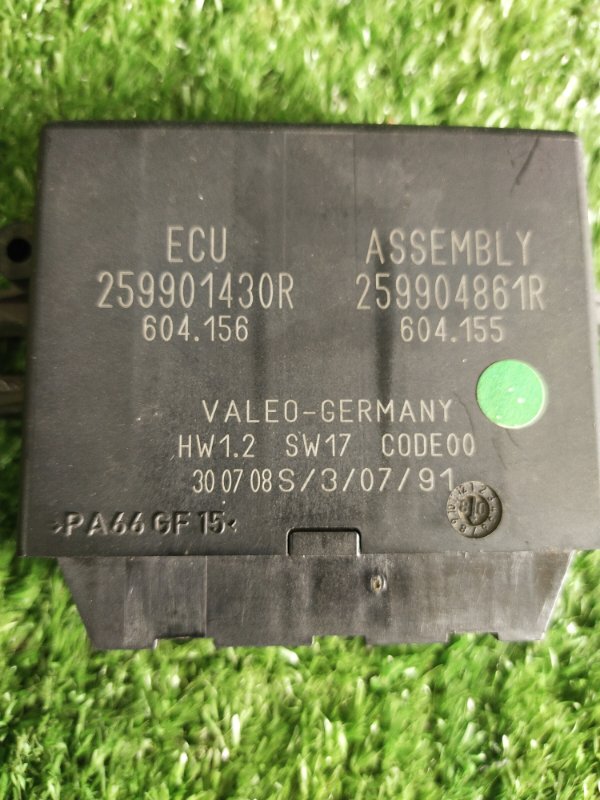 ECU ASSEMBLY
259901430R 259904861R
604.156 604.155
VALEO-GERMANY
HW1.2 SW17 CODE00
30 07 08 S/3/07/91
>PA66 GF15<